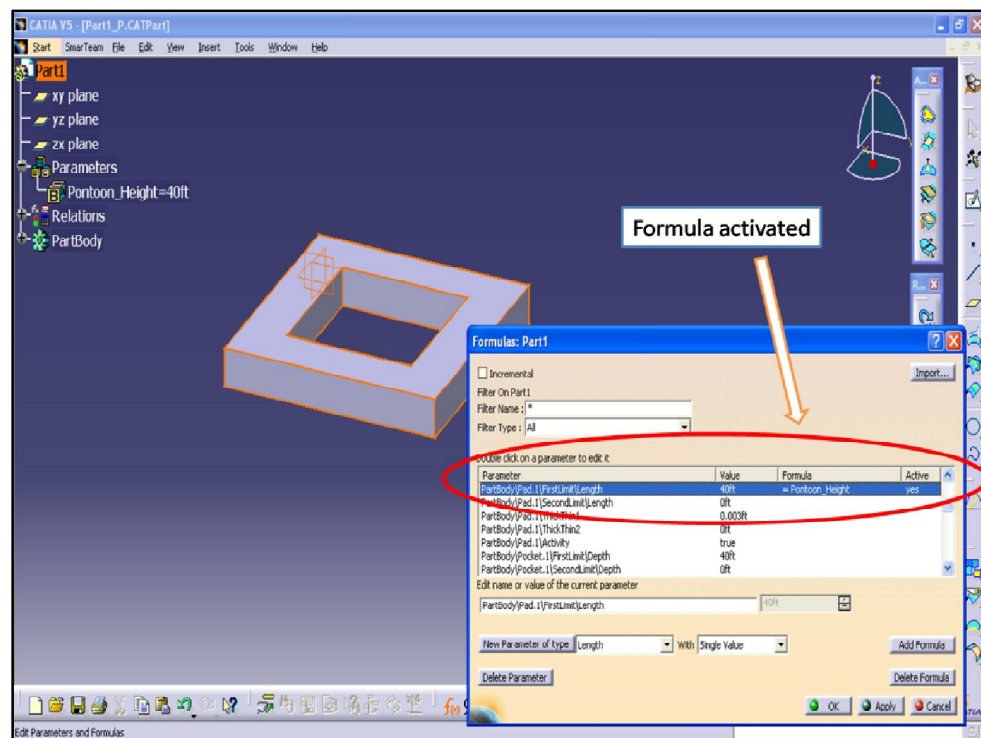 CATIA V5 - [Part1_P.CATPart]
Start SmarTeam File Edit View Insert Tools Window Help
Part1
xy plane
yz plane
zx plane
Parameters
Pontoon_Height=40ft
Relations
PartBody
z
A...
Formula activated
R...
Formulas: Part1
Incremental
Import...
Filter On Part1
Filter Name : *
Filter Type : All
Double click on a parameter to edit it
Parameter Value Formula Active
PartBody\Pad.1\FirstLimit\Length 40ft = Pontoon_Height yes
PartBody\Pad.1\SecondLimit\Length 0ft
PartBody\Pad.1\ThickThin1 0.003ft
PartBody\Pad.1\ThickThin2 0ft
PartBody\Pad.1\Activity true
PartBody\Pocket.1\FirstLimit\Depth 40ft
PartBody\Pocket.1\SecondLimit\Depth 0ft
Edit name or value of the current parameter
PartBody\Pad.1\FirstLimit\Length 40ft
New Parameter of type Length With Single Value Add Formula
Delete Parameter Delete Formula
OK Apply Cancel
f(x)
Edit Parameters and Formulas